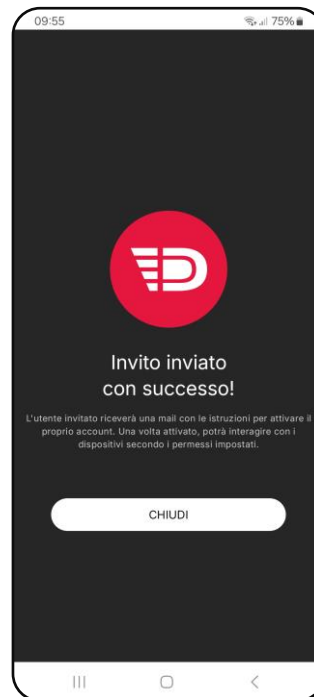 09:55 75%
Invito inviato
con successo!
L'utente invitato riceverà una mail con le istruzioni per attivare il
proprio account. Una volta attivato, potrà interagire con i
dispositivi secondo i permessi impostati.
CHIUDI